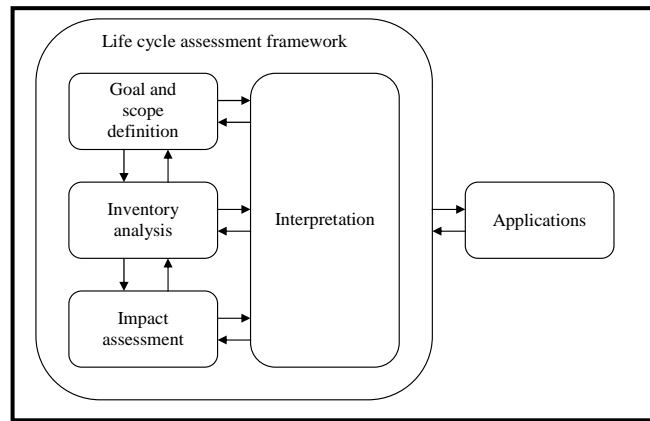 Life cycle assessment framework
Goal and
scope
definition
Inventory
analysis
Interpretation
Applications
Impact
assessment